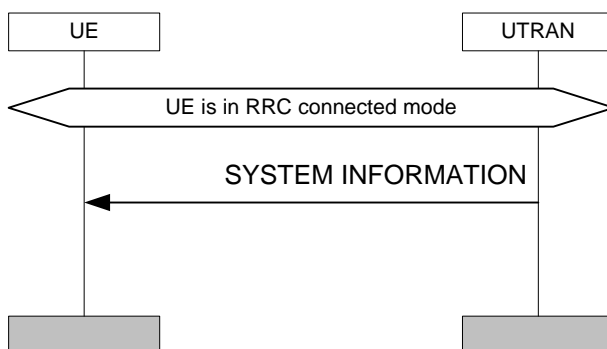 UE
UTRAN
UE is in RRC connected mode
SYSTEM INFORMATION